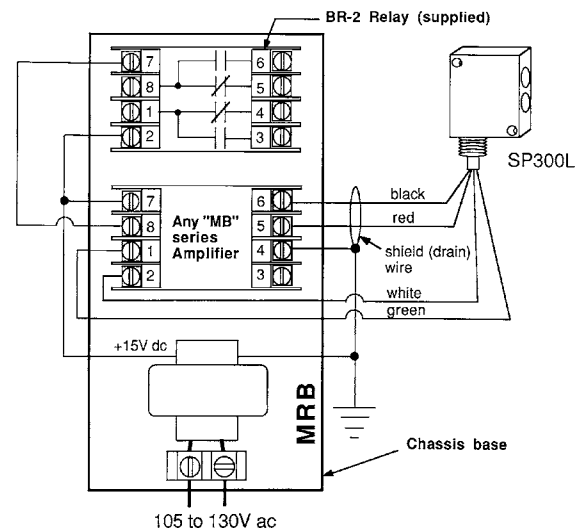 BR-2 Relay (supplied)
7
6
8
5
1
4
2
3
SP300L
7
6
black
8
Any "MB"
series
Amplifier
5
red
1
4
shield (drain)
wire
2
3
white
green
+15V dc
MRB
Chassis base
105 to 130V ac